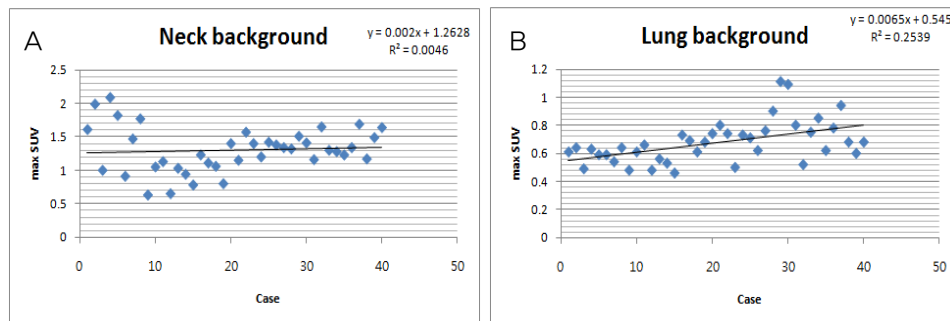 A
Neck background
y = 0.002x + 1.2628
R² = 0.0046
2.5
2
1.5
1
0.5
0
max SUV
0 10 20 30 40 50
Case
B
Lung background
y = 0.0065x + 0.545
R² = 0.2539
1.2
1
0.8
0.6
0.4
0.2
0
max SUV
0 10 20 30 40 50
Case